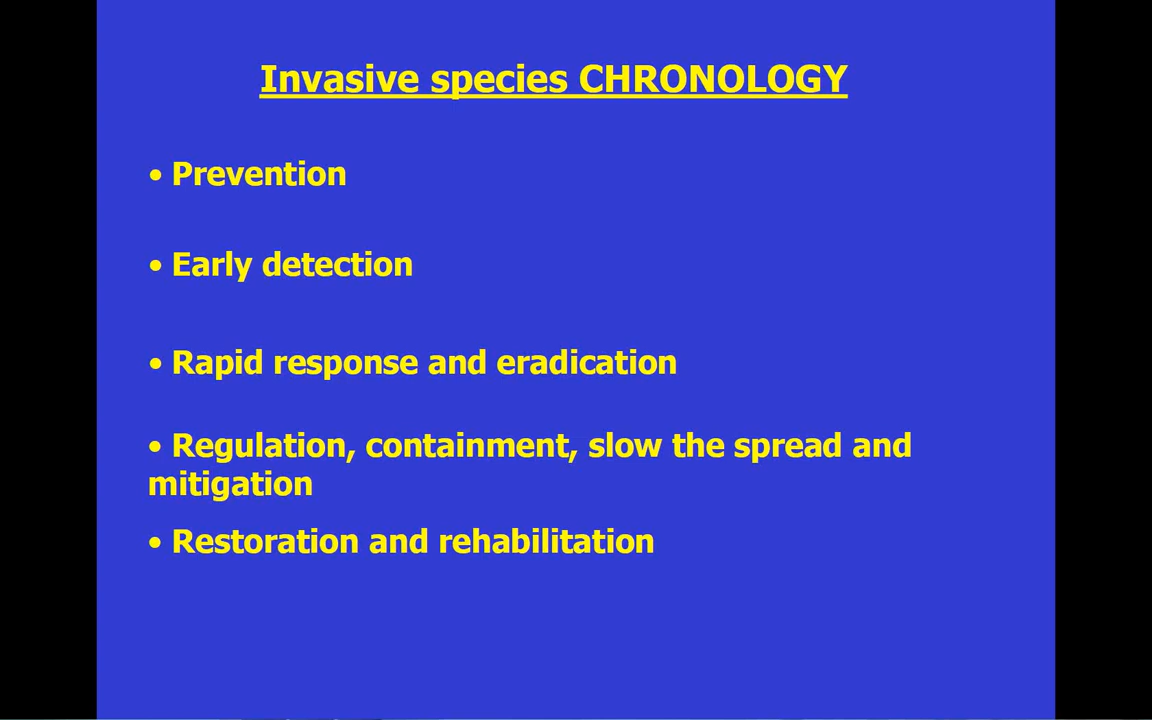 Invasive species CHRONOLOGY
• Prevention
• Early detection
• Rapid response and eradication
• Regulation, containment, slow the spread and
mitigation
• Restoration and rehabilitation